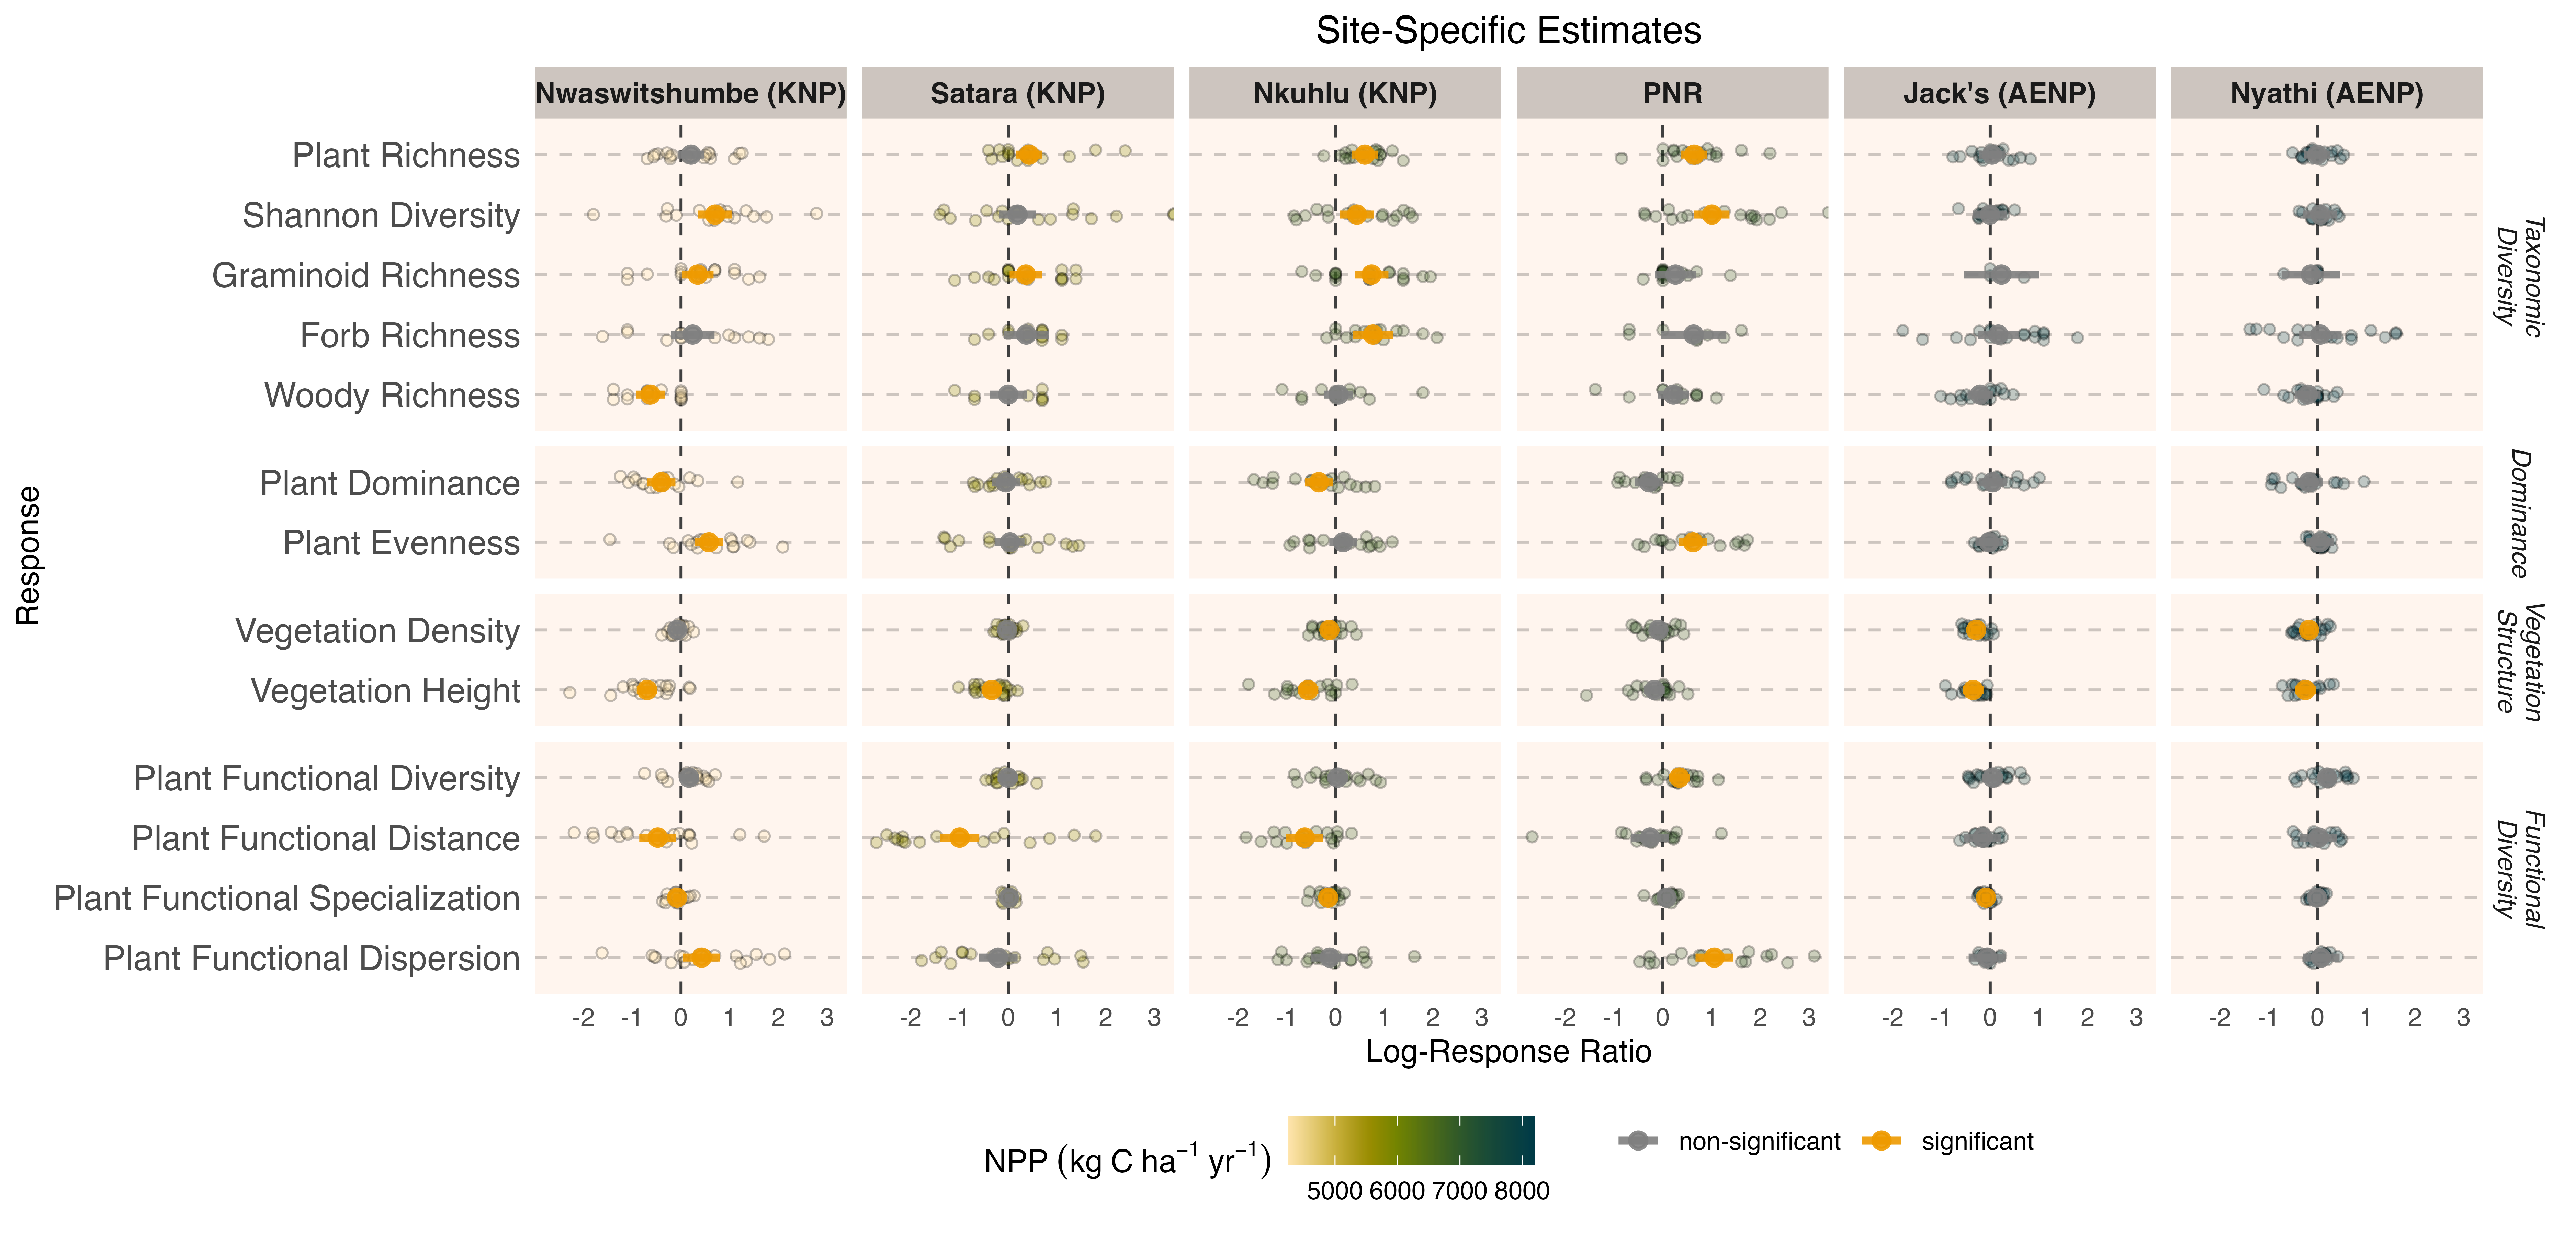 Site-Specific Estimates
Nwaswitshumbe (KNP)
Satara (KNP)
Nkuhlu (KNP)
PNR
Jack's (AENP)
Nyathi (AENP)
Response
Plant Richness
Shannon Diversity
Graminoid Richness
Forb Richness
Woody Richness
Taxonomic
Diversity
Plant Dominance
Plant Evenness
Dominance
Vegetation Density
Vegetation Height
Vegetation
Structure
Plant Functional Diversity
Plant Functional Distance
Plant Functional Specialization
Plant Functional Dispersion
Functional
Diversity
-2 -1 0 1 2 3
-2 -1 0 1 2 3
-2 -1 0 1 2 3
-2 -1 0 1 2 3
-2 -1 0 1 2 3
-2 -1 0 1 2 3
Log-Response Ratio
NPP (kg C ha⁻¹ yr⁻¹)
5000 6000 7000 8000
non-significant
significant